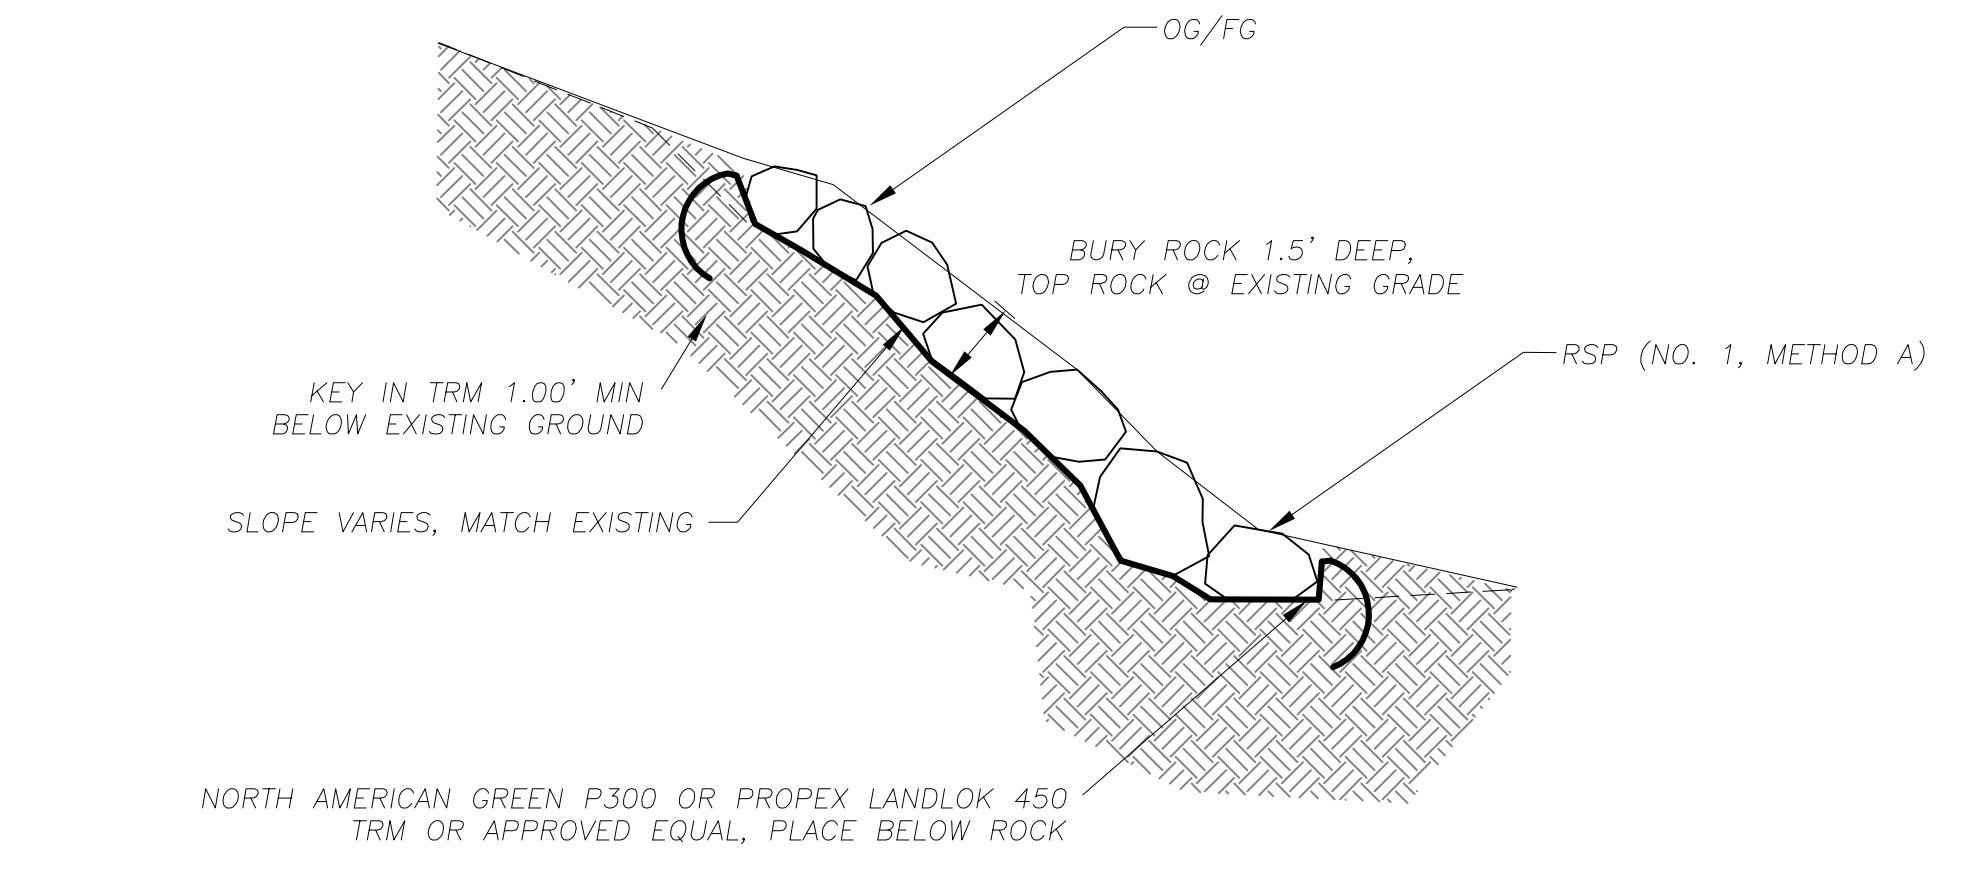 OG/FG
BURY ROCK 1.5' DEEP,
TOP ROCK @ EXISTING GRADE
RSP (NO. 1, METHOD A)
KEY IN TRM 1.00' MIN
BELOW EXISTING GROUND
SLOPE VARIES, MATCH EXISTING
NORTH AMERICAN GREEN P300 OR PROPEX LANDLOK 450
TRM OR APPROVED EQUAL, PLACE BELOW ROCK